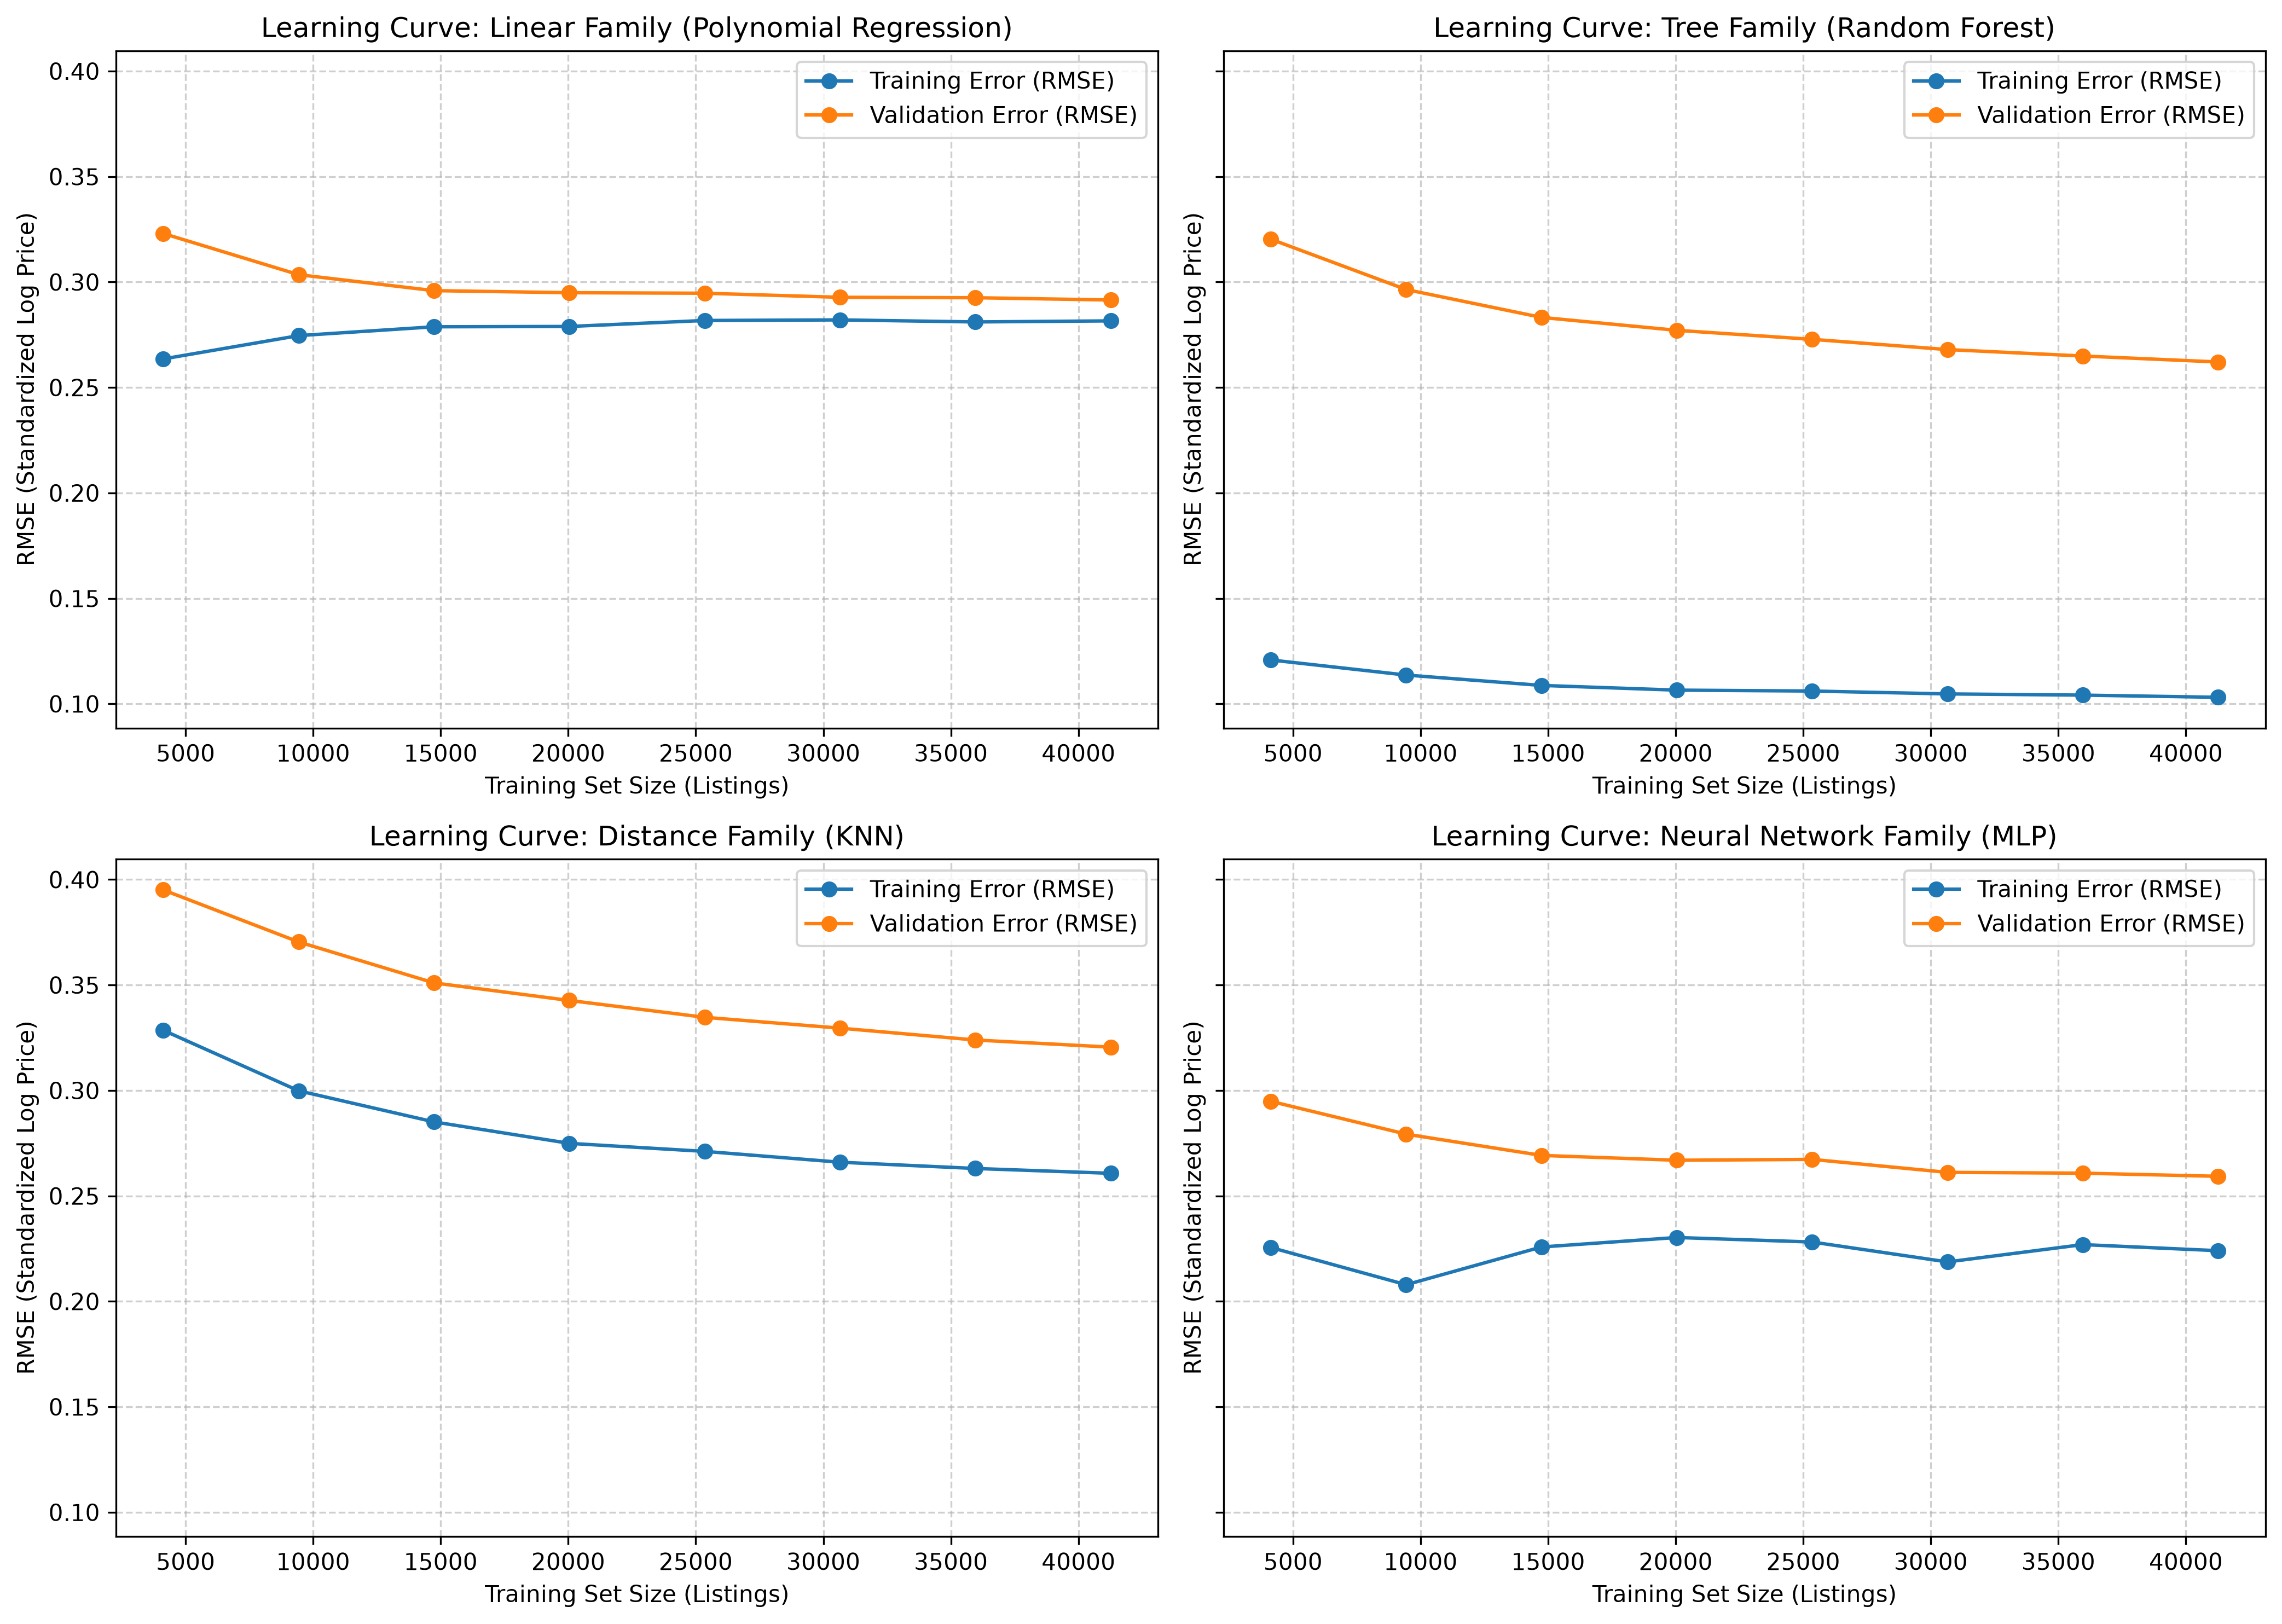 Learning Curve: Linear Family (Polynomial Regression)
RMSE (Standardized Log Price)
0.40
0.35
0.30
0.25
0.20
0.15
0.10
Training Error (RMSE)
Validation Error (RMSE)
5000 10000 15000 20000 25000 30000 35000 40000
Training Set Size (Listings)
Learning Curve: Tree Family (Random Forest)
RMSE (Standardized Log Price)
Training Error (RMSE)
Validation Error (RMSE)
5000 10000 15000 20000 25000 30000 35000 40000
Training Set Size (Listings)
Learning Curve: Distance Family (KNN)
RMSE (Standardized Log Price)
0.40
0.35
0.30
0.25
0.20
0.15
0.10
Training Error (RMSE)
Validation Error (RMSE)
5000 10000 15000 20000 25000 30000 35000 40000
Training Set Size (Listings)
Learning Curve: Neural Network Family (MLP)
RMSE (Standardized Log Price)
Training Error (RMSE)
Validation Error (RMSE)
5000 10000 15000 20000 25000 30000 35000 40000
Training Set Size (Listings)